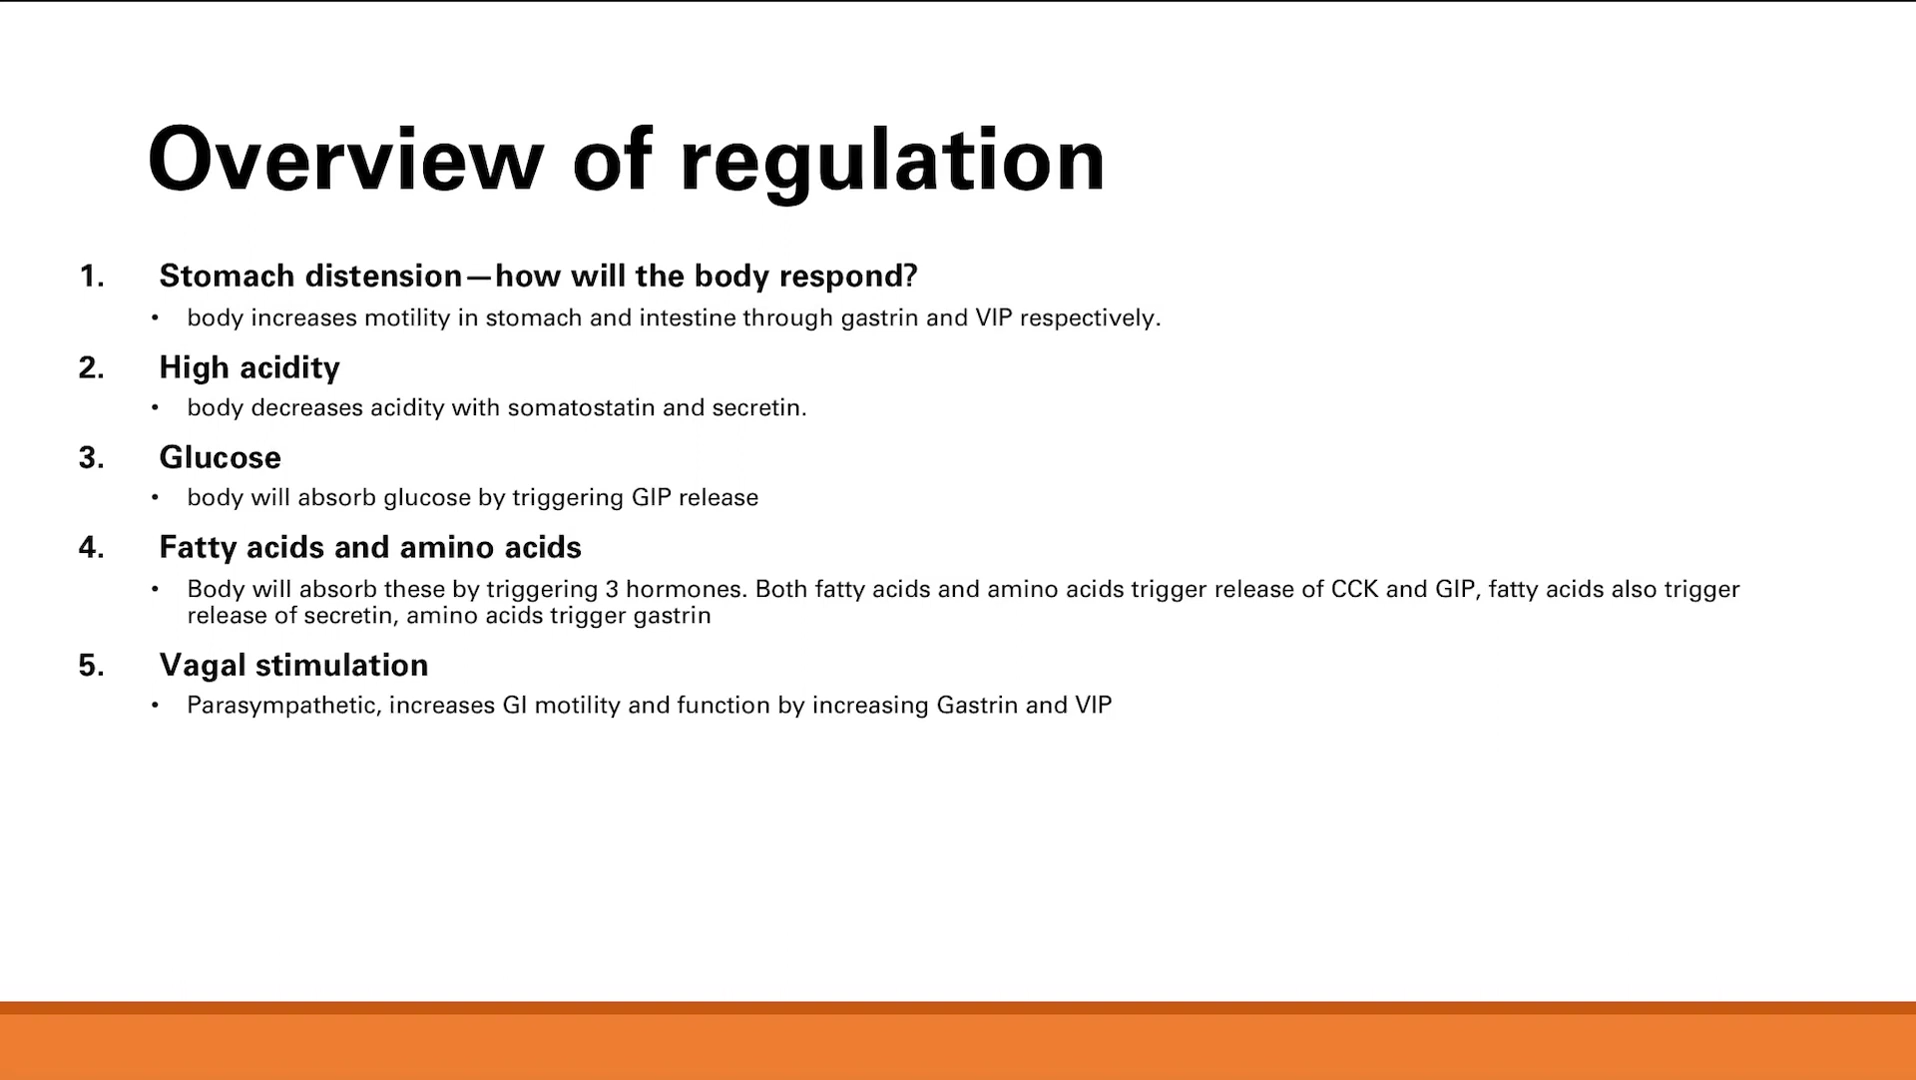 Overview of regulation
1. Stomach distension—how will the body respond?
• body increases motility in stomach and intestine through gastrin and VIP respectively.
2. High acidity
• body decreases acidity with somatostatin and secretin.
3. Glucose
• body will absorb glucose by triggering GIP release
4. Fatty acids and amino acids
• Body will absorb these by triggering 3 hormones. Both fatty acids and amino acids trigger release of CCK and GIP, fatty acids also trigger
release of secretin, amino acids trigger gastrin
5. Vagal stimulation
• Parasympathetic, increases GI motility and function by increasing Gastrin and VIP